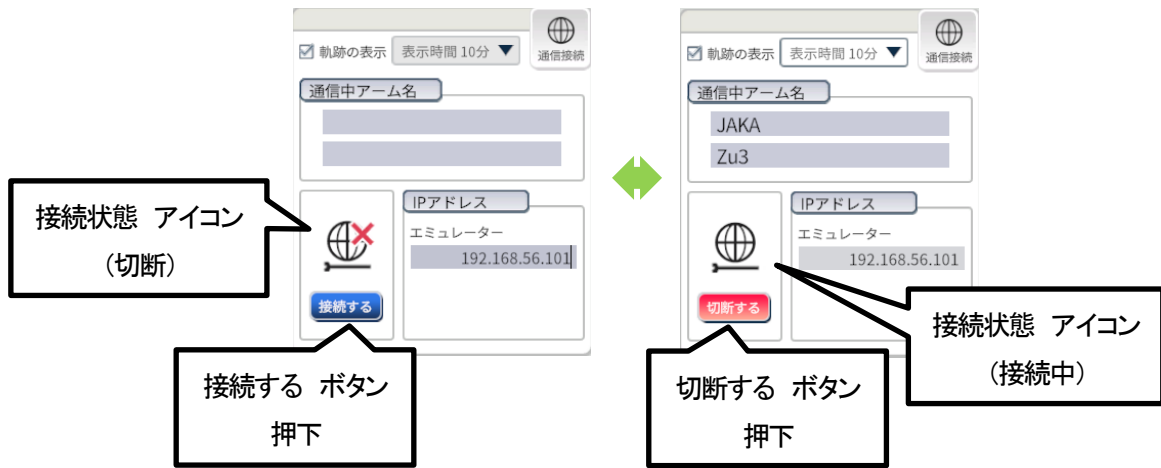 通信接続
軌跡の表示 表示時間 10分
通信中アーム名
IPアドレス
エミュレーター
192.168.56.101
接続する
接続状態 アイコン
（切断）
接続する ボタン
押下
通信接続
軌跡の表示 表示時間 10分
通信中アーム名
JAKA
Zu3
IPアドレス
エミュレーター
192.168.56.101
切断する
接続状態 アイコン
（接続中）
切断する ボタン
押下